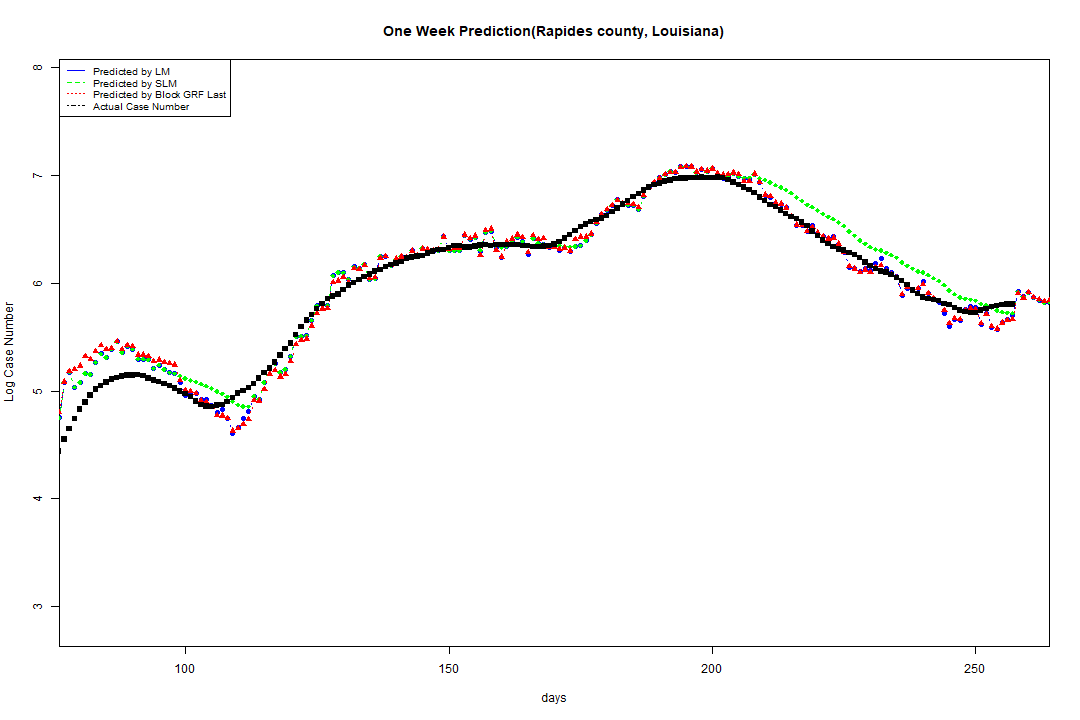 One Week Prediction(Rapides county, Louisiana)
Predicted by LM
Predicted by SLM
Predicted by Block GRF Last
Actual Case Number
Log Case Number
8
7
6
5
4
3
100 150 200 250
days